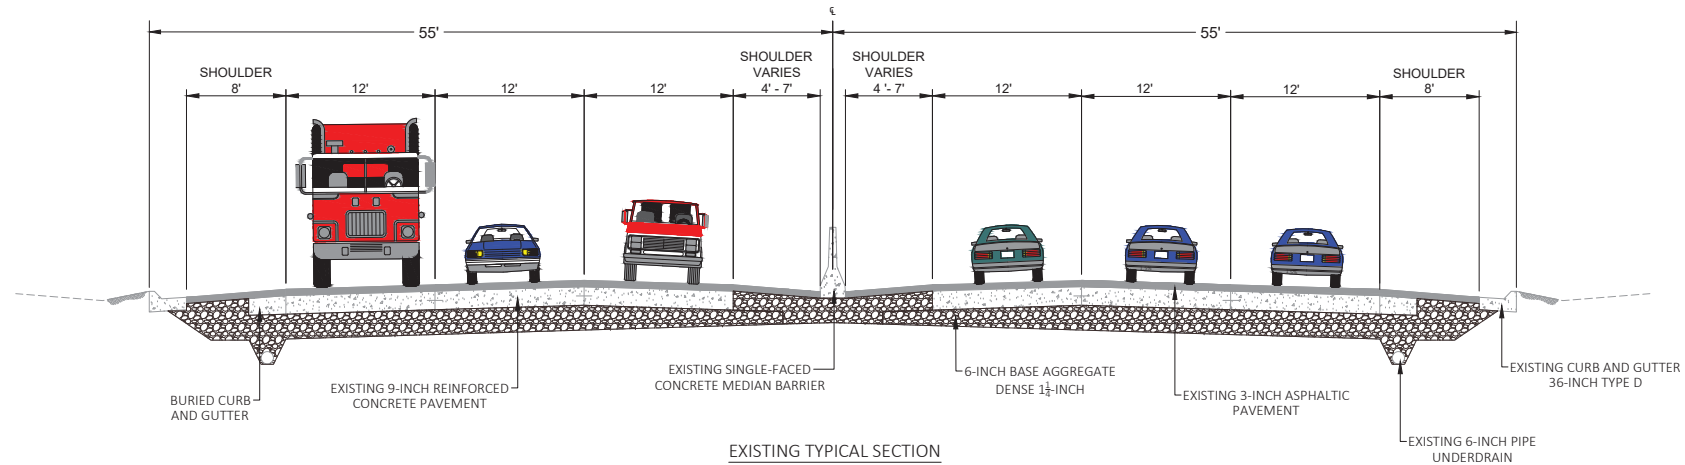 ℄
55'
55'
SHOULDER
8'
12'
12'
12'
SHOULDER
VARIES
4' - 7'
SHOULDER
VARIES
4 '- 7'
12'
12'
12'
SHOULDER
8'
BURIED CURB
AND GUTTER
EXISTING 9-INCH REINFORCED
CONCRETE PAVEMENT
EXISTING SINGLE-FACED
CONCRETE MEDIAN BARRIER
6-INCH BASE AGGREGATE
DENSE 1¼-INCH
EXISTING 3-INCH ASPHALTIC
PAVEMENT
EXISTING CURB AND GUTTER
36-INCH TYPE D
EXISTING 6-INCH PIPE
UNDERDRAIN
EXISTING TYPICAL SECTION